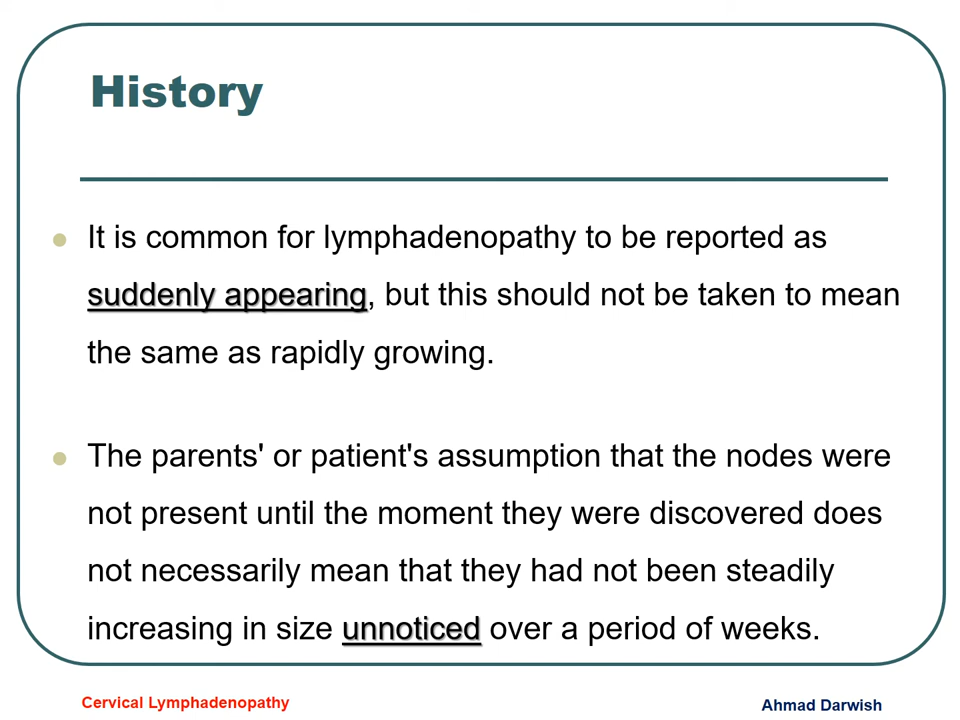 History
It is common for lymphadenopathy to be reported as
suddenly appearing, but this should not be taken to mean
the same as rapidly growing.
The parents' or patient's assumption that the nodes were
not present until the moment they were discovered does
not necessarily mean that they had not been steadily
increasing in size unnoticed over a period of weeks.
Cervical Lymphadenopathy
Ahmad Darwish